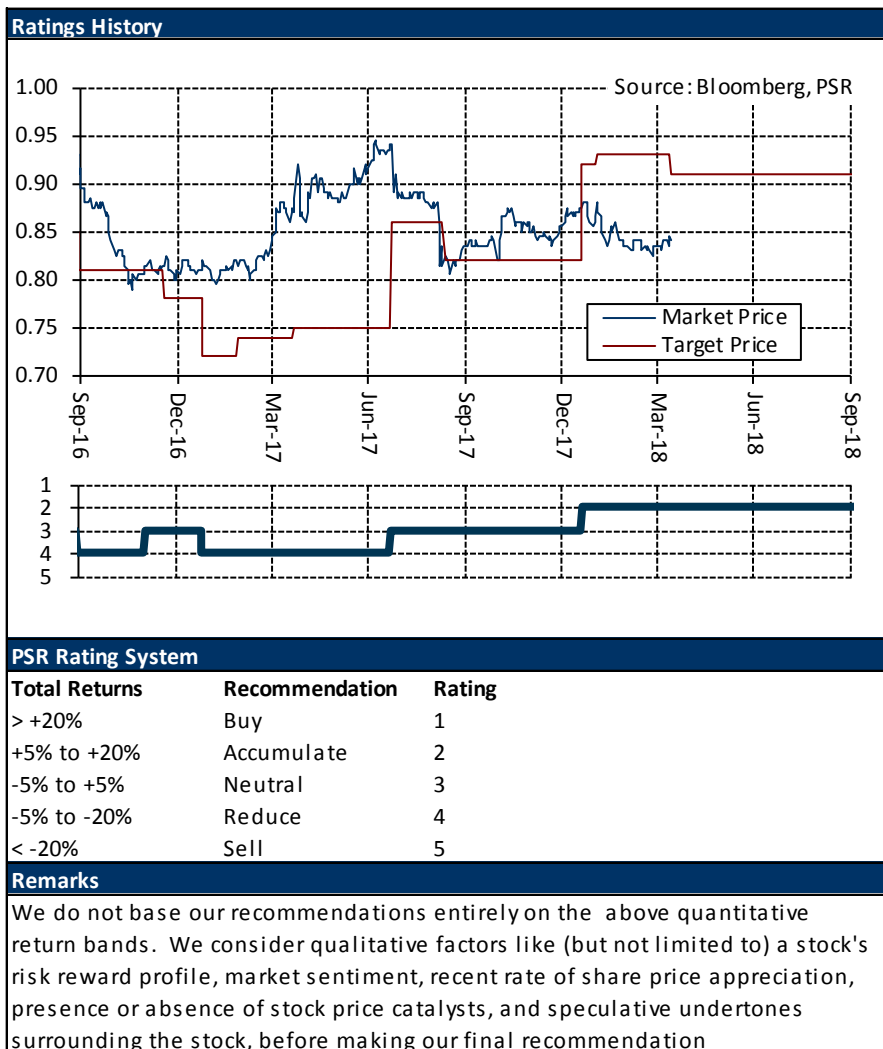 Ratings History
Source: Bloomberg, PSR
1.00
0.95
0.90
0.85
0.80
0.75
0.70
Market Price
Target Price
Sep-16
Dec-16
Mar-17
Jun-17
Sep-17
Dec-17
Mar-18
Jun-18
Sep-18
1
2
3
4
5
PSR Rating System
Total Returns Recommendation Rating
> +20% Buy 1
+5% to +20% Accumulate 2
-5% to +5% Neutral 3
-5% to -20% Reduce 4
< -20% Sell 5
Remarks
We do not base our recommendations entirely on the above quantitative
return bands. We consider qualitative factors like (but not limited to) a stock's
risk reward profile, market sentiment, recent rate of share price appreciation,
presence or absence of stock price catalysts, and speculative undertones
surrounding the stock, before making our final recommendation